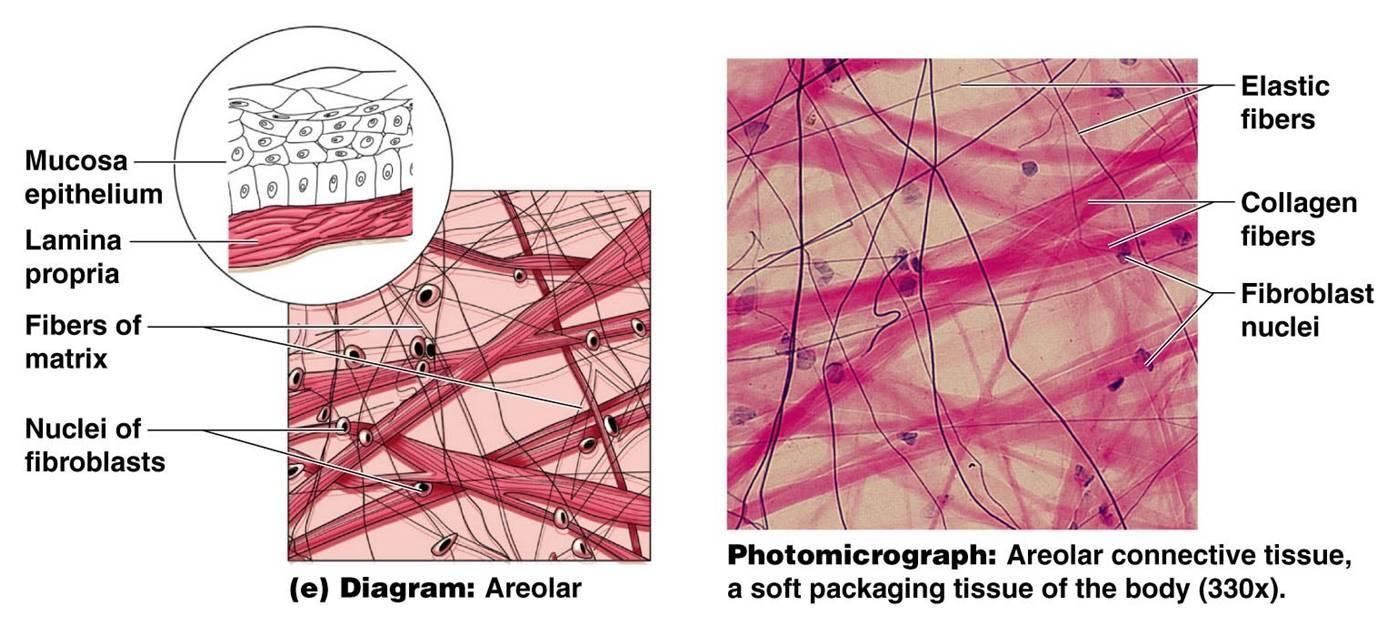 Mucosa
epithelium
Lamina
propria
Fibers of
matrix
Nuclei of
fibroblasts
(e) Diagram: Areolar
Elastic
fibers
Collagen
fibers
Fibroblast
nuclei
Photomicrograph: Areolar connective tissue,
a soft packaging tissue of the body (330x).